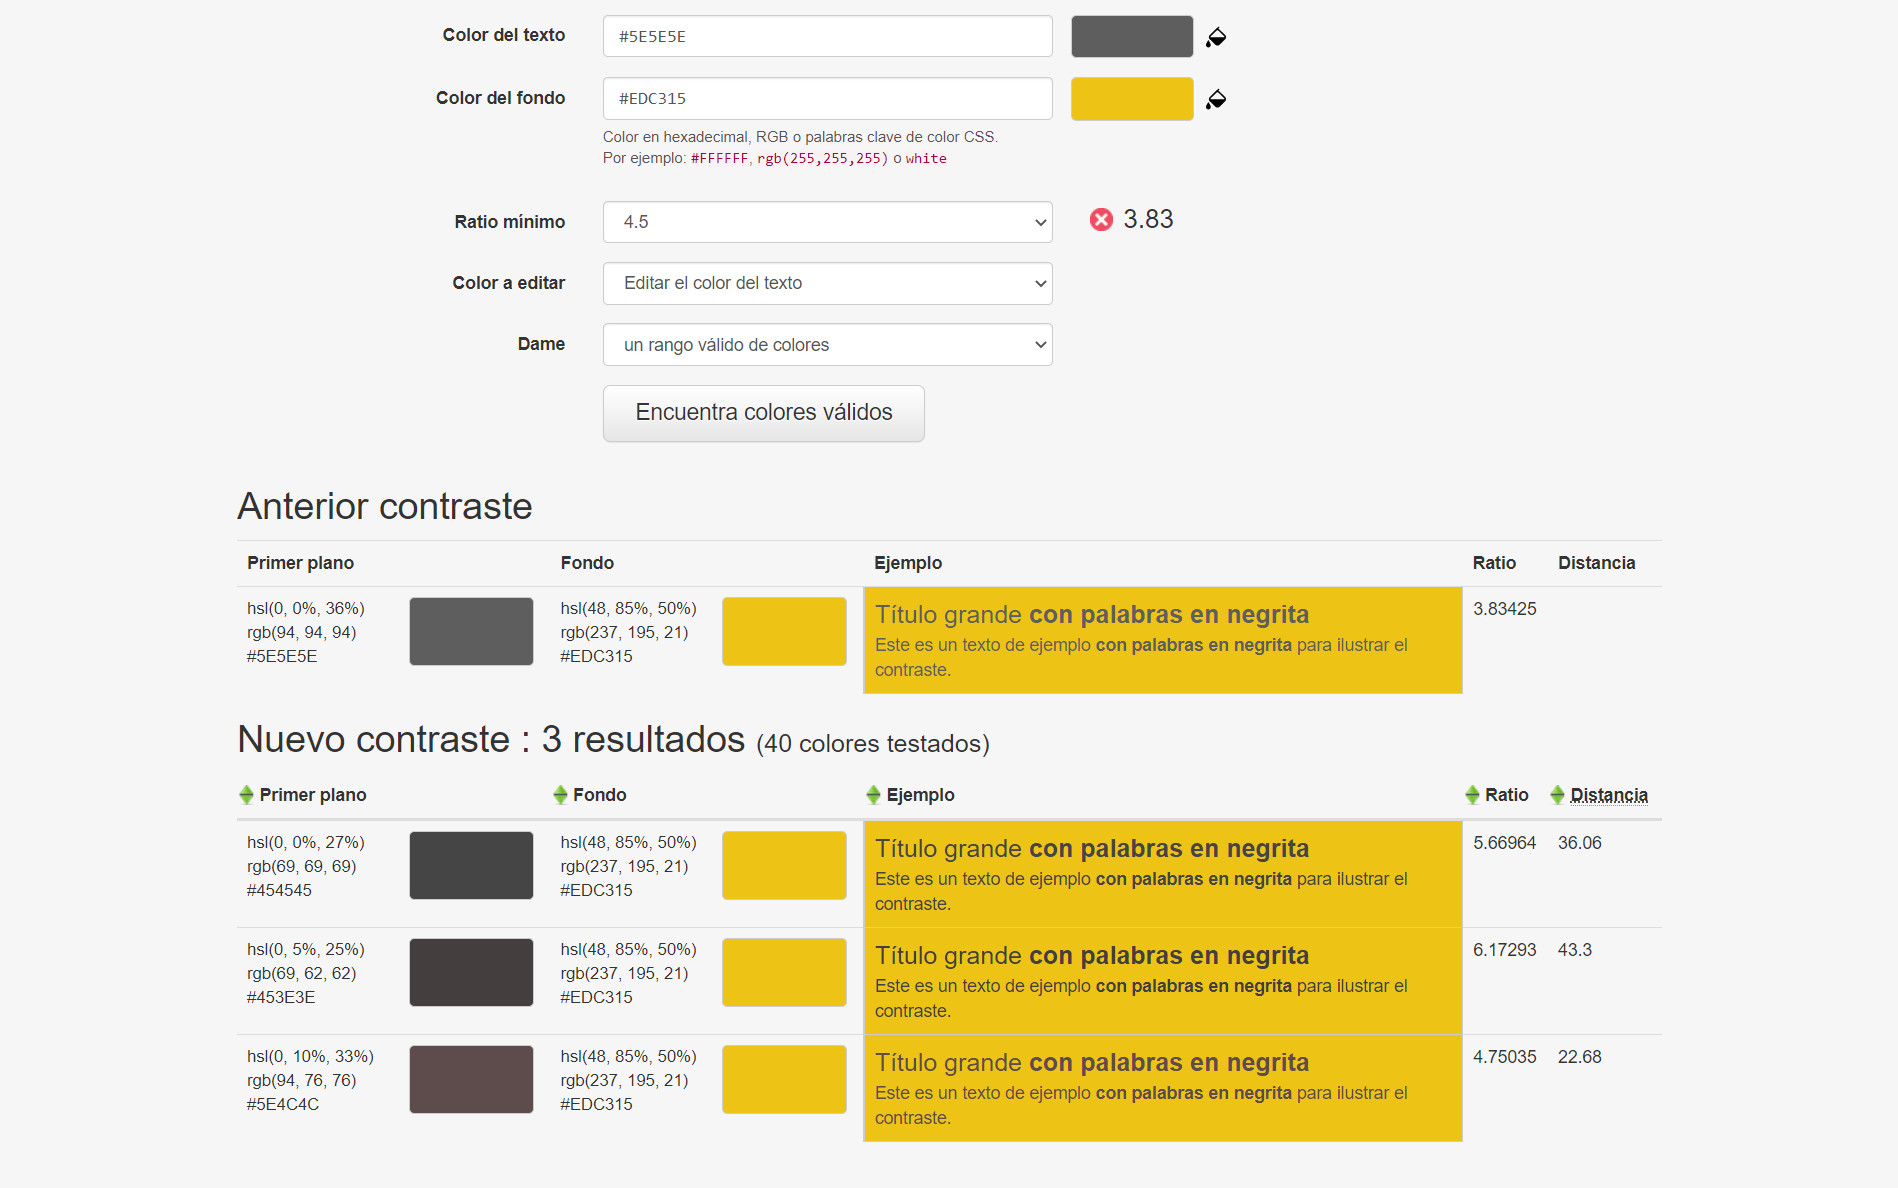 Color del texto
#5E5E5E
Color del fondo
#EDC315
Color en hexadecimal, RGB o palabras clave de color CSS.
Por ejemplo: #FFFFFF, rgb(255,255,255) o white
Ratio mínimo
4.5
3.83
Color a editar
Editar el color del texto
Dame
un rango válido de colores
Encuentra colores válidos
Anterior contraste
Primer plano Fondo Ejemplo Ratio Distancia
hsl(0, 0%, 36%)
rgb(94, 94, 94)
#5E5E5E
hsl(48, 85%, 50%)
rgb(237, 195, 21)
#EDC315
Título grande con palabras en negrita
Este es un texto de ejemplo con palabras en negrita para ilustrar el
contraste.
3.83425
Nuevo contraste : 3 resultados (40 colores testados)
Primer plano Fondo Ejemplo Ratio Distancia
hsl(0, 0%, 27%)
rgb(69, 69, 69)
#454545
hsl(48, 85%, 50%)
rgb(237, 195, 21)
#EDC315
Título grande con palabras en negrita
Este es un texto de ejemplo con palabras en negrita para ilustrar el
contraste.
5.66964 36.06
hsl(0, 5%, 25%)
rgb(69, 62, 62)
#453E3E
hsl(48, 85%, 50%)
rgb(237, 195, 21)
#EDC315
Título grande con palabras en negrita
Este es un texto de ejemplo con palabras en negrita para ilustrar el
contraste.
6.17293 43.3
hsl(0, 10%, 33%)
rgb(94, 76, 76)
#5E4C4C
hsl(48, 85%, 50%)
rgb(237, 195, 21)
#EDC315
Título grande con palabras en negrita
Este es un texto de ejemplo con palabras en negrita para ilustrar el
contraste.
4.75035 22.68